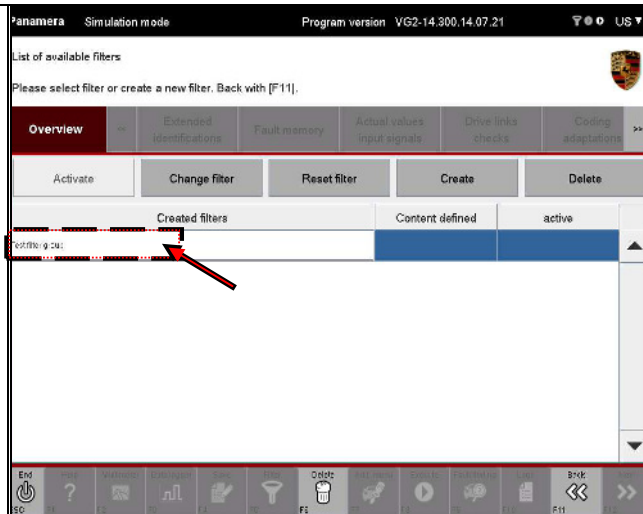 Panamera Simulation mode Program version VG2-14.300.14.07.21 US
List of available filters
Please select filter or create a new filter. Back with [F11].
Overview << Extended identifications Fault memory Actual values input signals Drive links checks Coding adaptations >>
Activate Change filter Reset filter Create Delete
Created filters Content defined active
Testfiltergroup
End Help Delete Back
F11